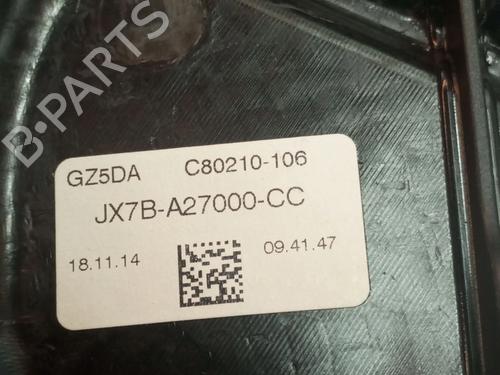 B-PARTS
GZ5DA C80210-106
JX7B-A27000-CC
18.11.14 09.41.47